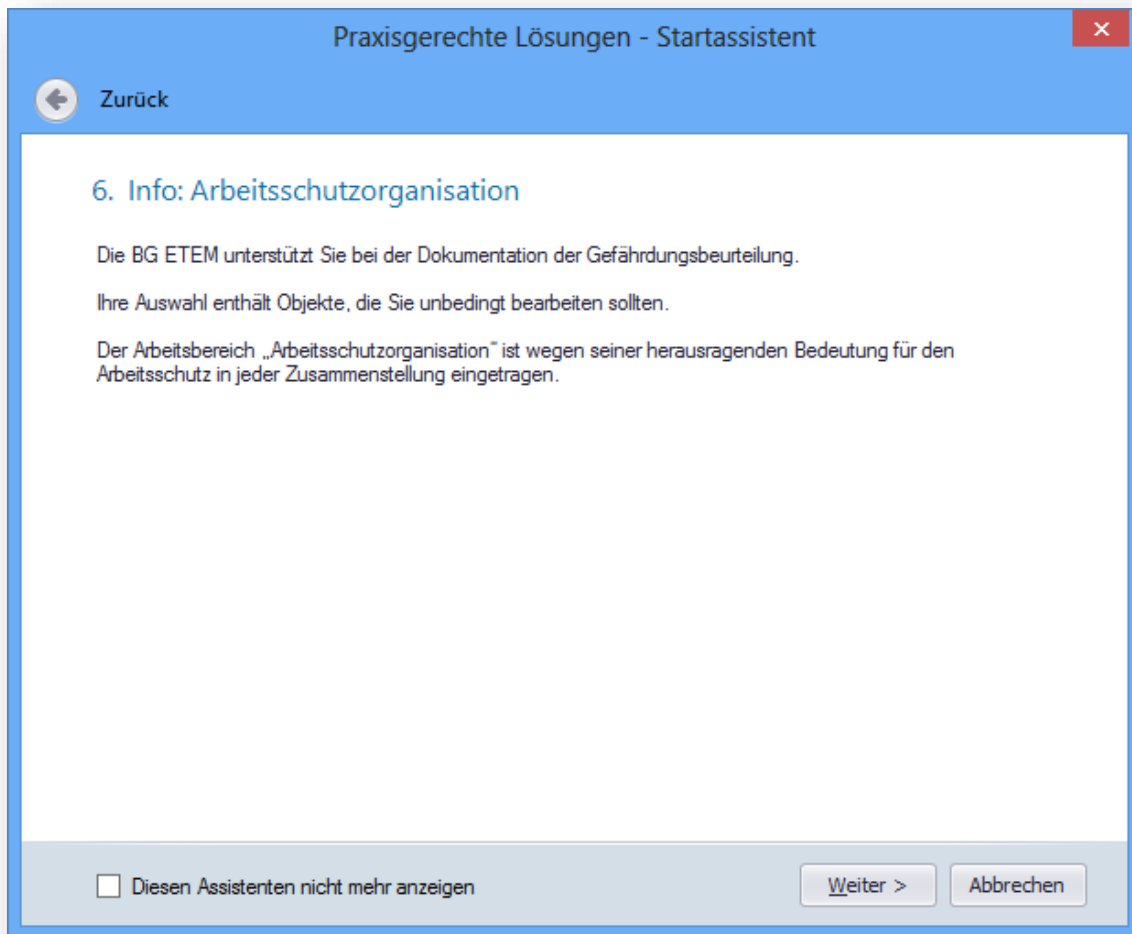 Praxisgerechte Lösungen - Startassistent
Zurück
6. Info: Arbeitsschutzorganisation
Die BG ETEM unterstützt Sie bei der Dokumentation der Gefährdungsbeurteilung.
Ihre Auswahl enthält Objekte, die Sie unbedingt bearbeiten sollten.
Der Arbeitsbereich „Arbeitsschutzorganisation“ ist wegen seiner herausragenden Bedeutung für den
Arbeitsschutz in jeder Zusammenstellung eingetragen.
Diesen Assistenten nicht mehr anzeigen
Weiter >
Abbrechen